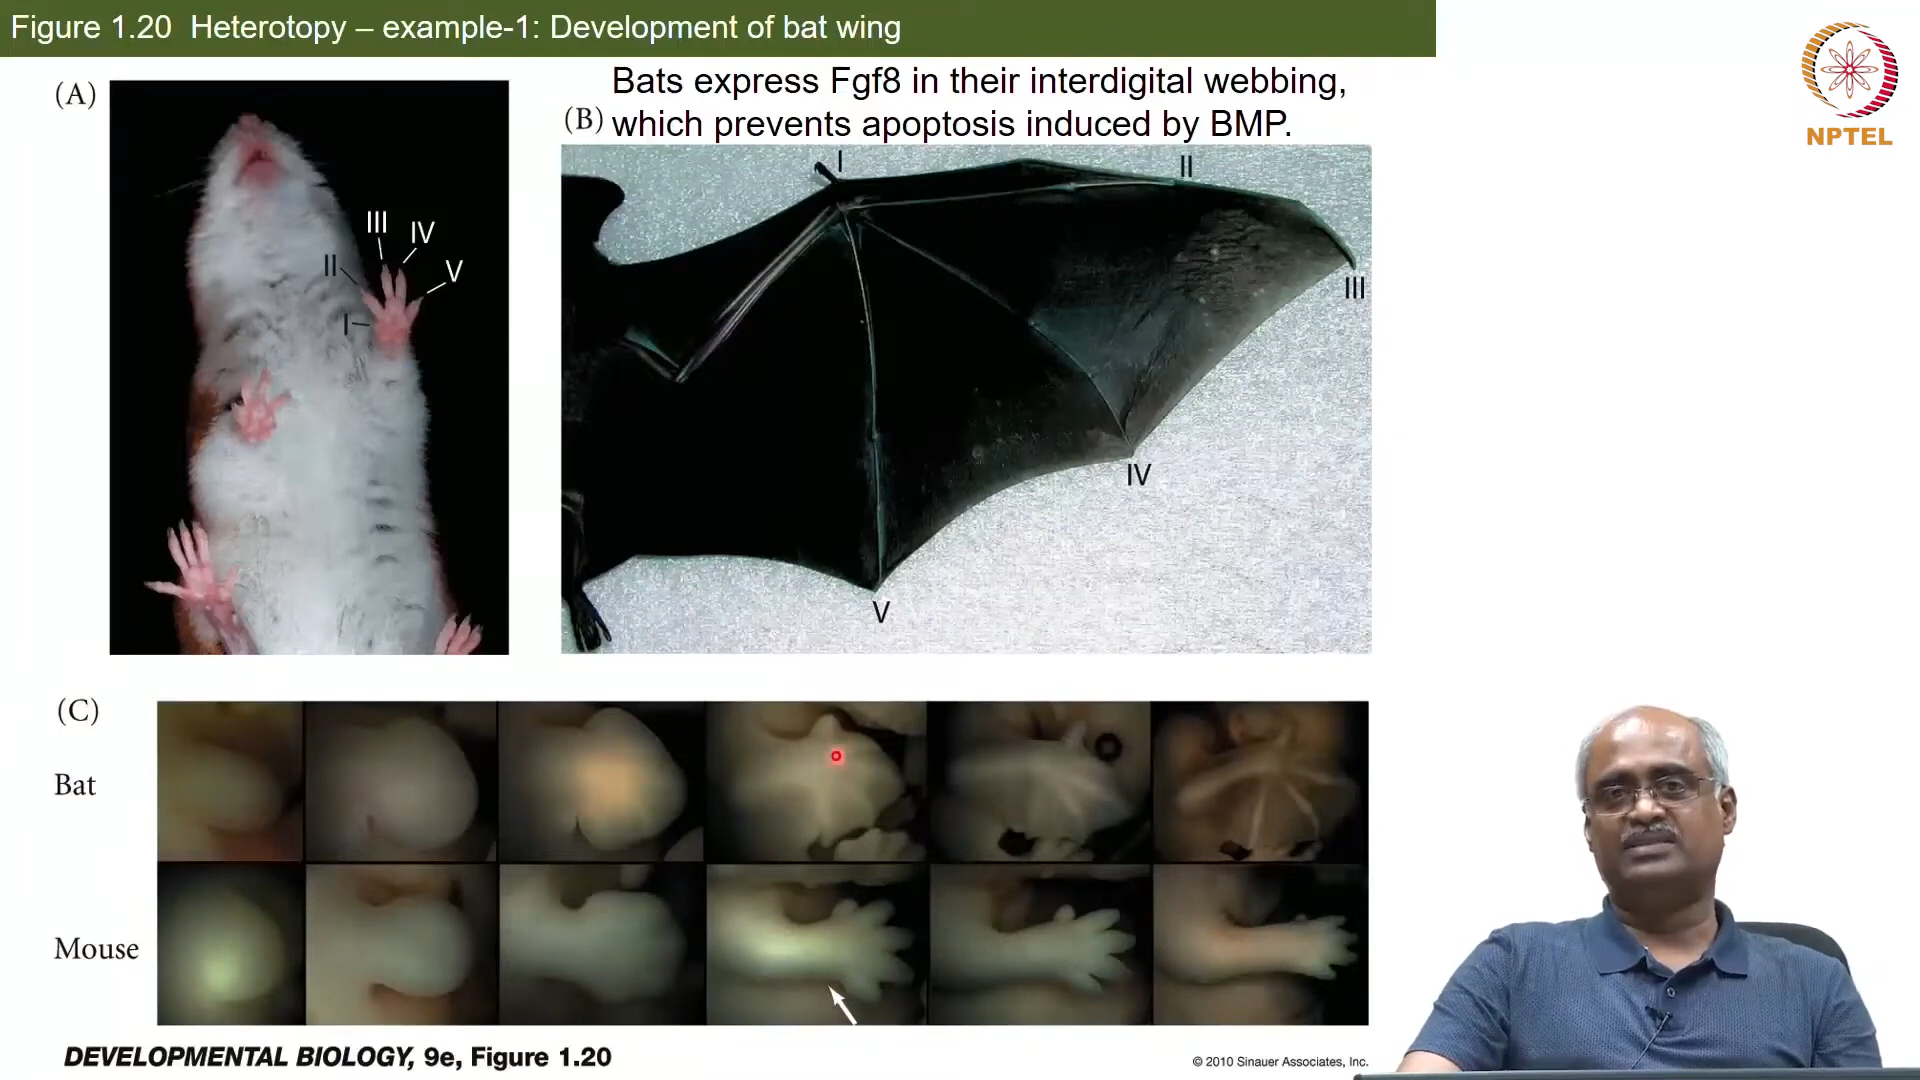 Figure 1.20 Heterotopy – example-1: Development of bat wing
NPTEL
Bats express Fgf8 in their interdigital webbing,
which prevents apoptosis induced by BMP.
(A)
III
IV
II
V
I
(B)
I
II
III
IV
V
(C)
Bat
Mouse
DEVELOPMENTAL BIOLOGY, 9e, Figure 1.20
© 2010 Sinauer Associates, Inc.